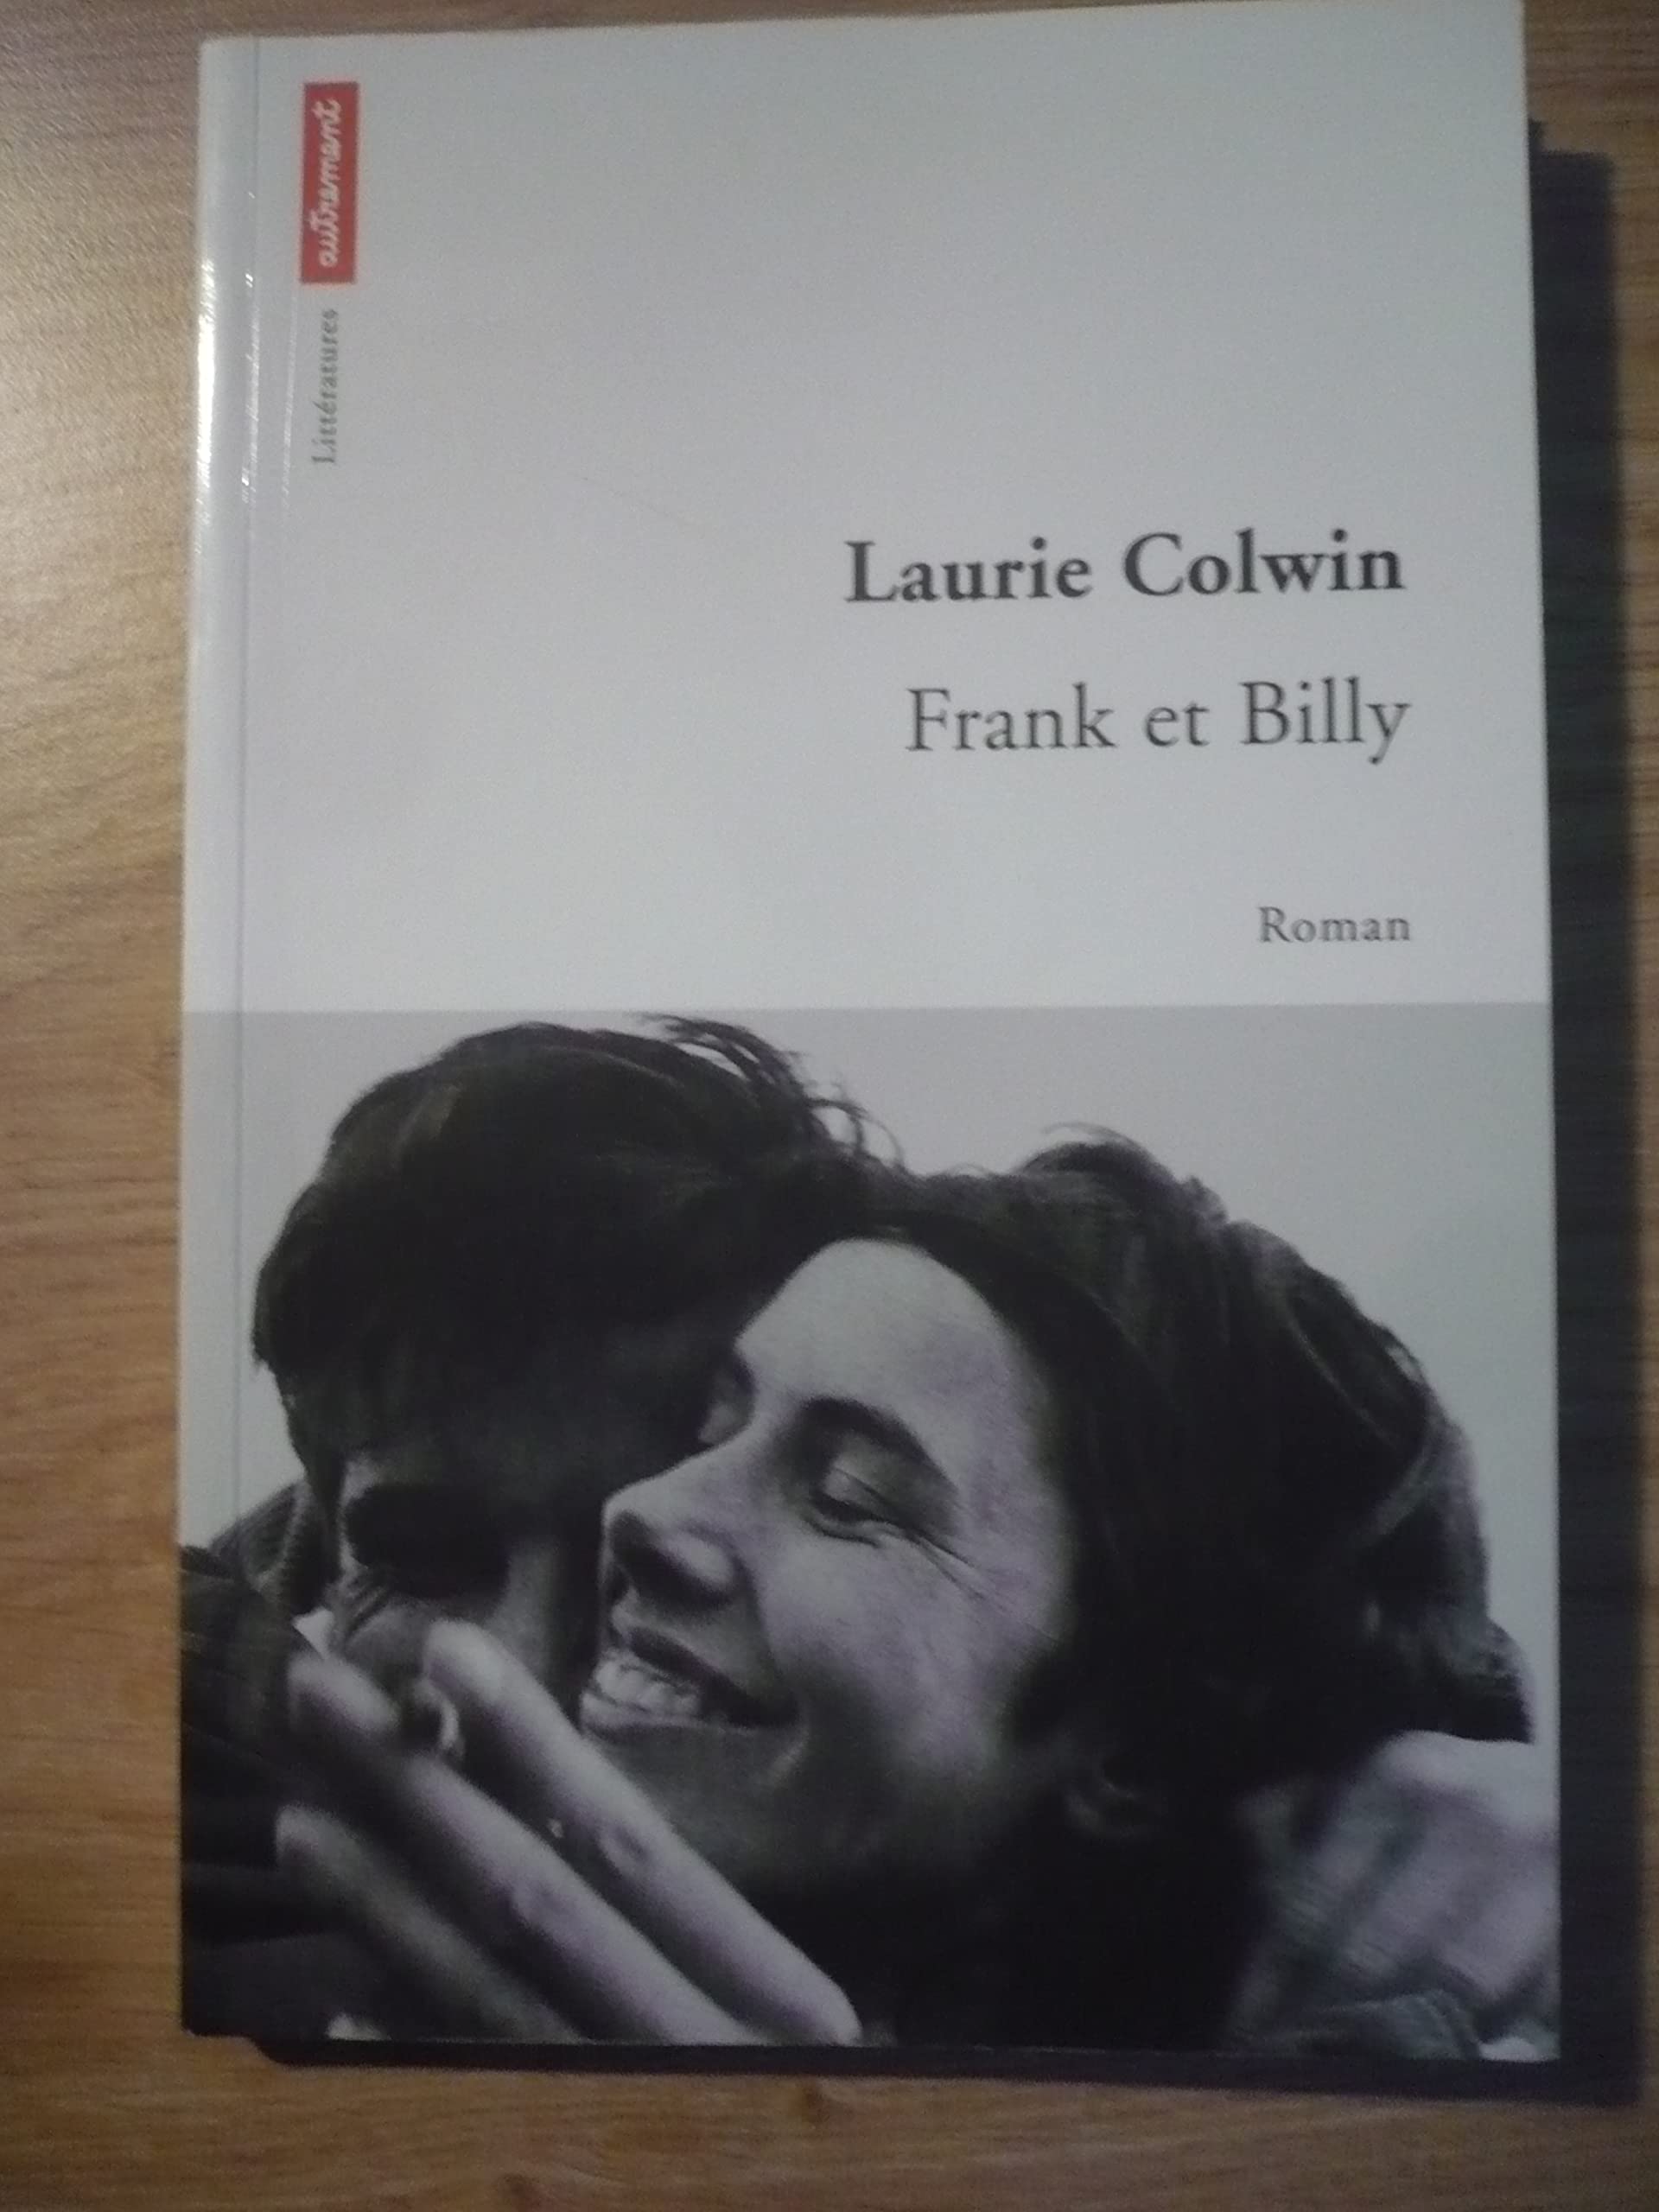 autrement
Littératures
Laurie Colwin
Frank et Billy
Roman